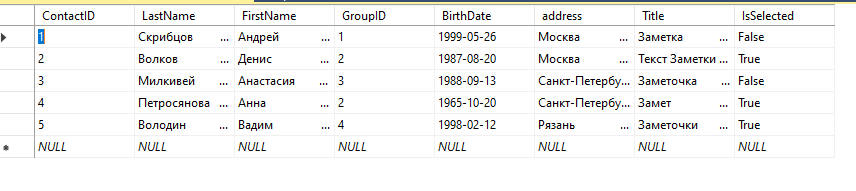 ContactID LastName FirstName GroupID BirthDate address Title IsSelected
1 Скрибцов ... Андрей ... 1 1999-05-26 Москва ... Заметка ... False
2 Волков ... Денис ... 2 1987-08-20 Москва ... Текст Заметки ... True
3 Милкивей ... Анастасия ... 3 1988-09-13 Санкт-Петербу... Заметочка ... False
4 Петросянова ... Анна ... 2 1965-10-20 Санкт-Петербу... Замет ... True
5 Володин ... Вадим ... 4 1998-02-12 Рязань ... Заметочки ... True
NULL NULL NULL NULL NULL NULL NULL NULL